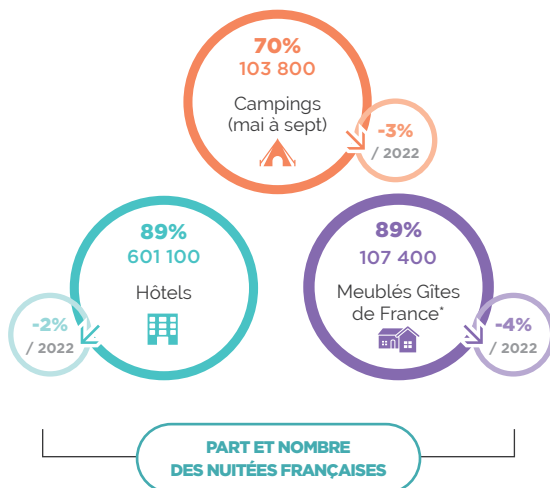 70%
103 800
Campings
(mai à sept)
-3%
/ 2022
89%
601 100
Hôtels
-2%
/ 2022
89%
107 400
Meublés Gîtes
de France*
-4%
/ 2022
PART ET NOMBRE
DES NUITÉES FRANÇAISES